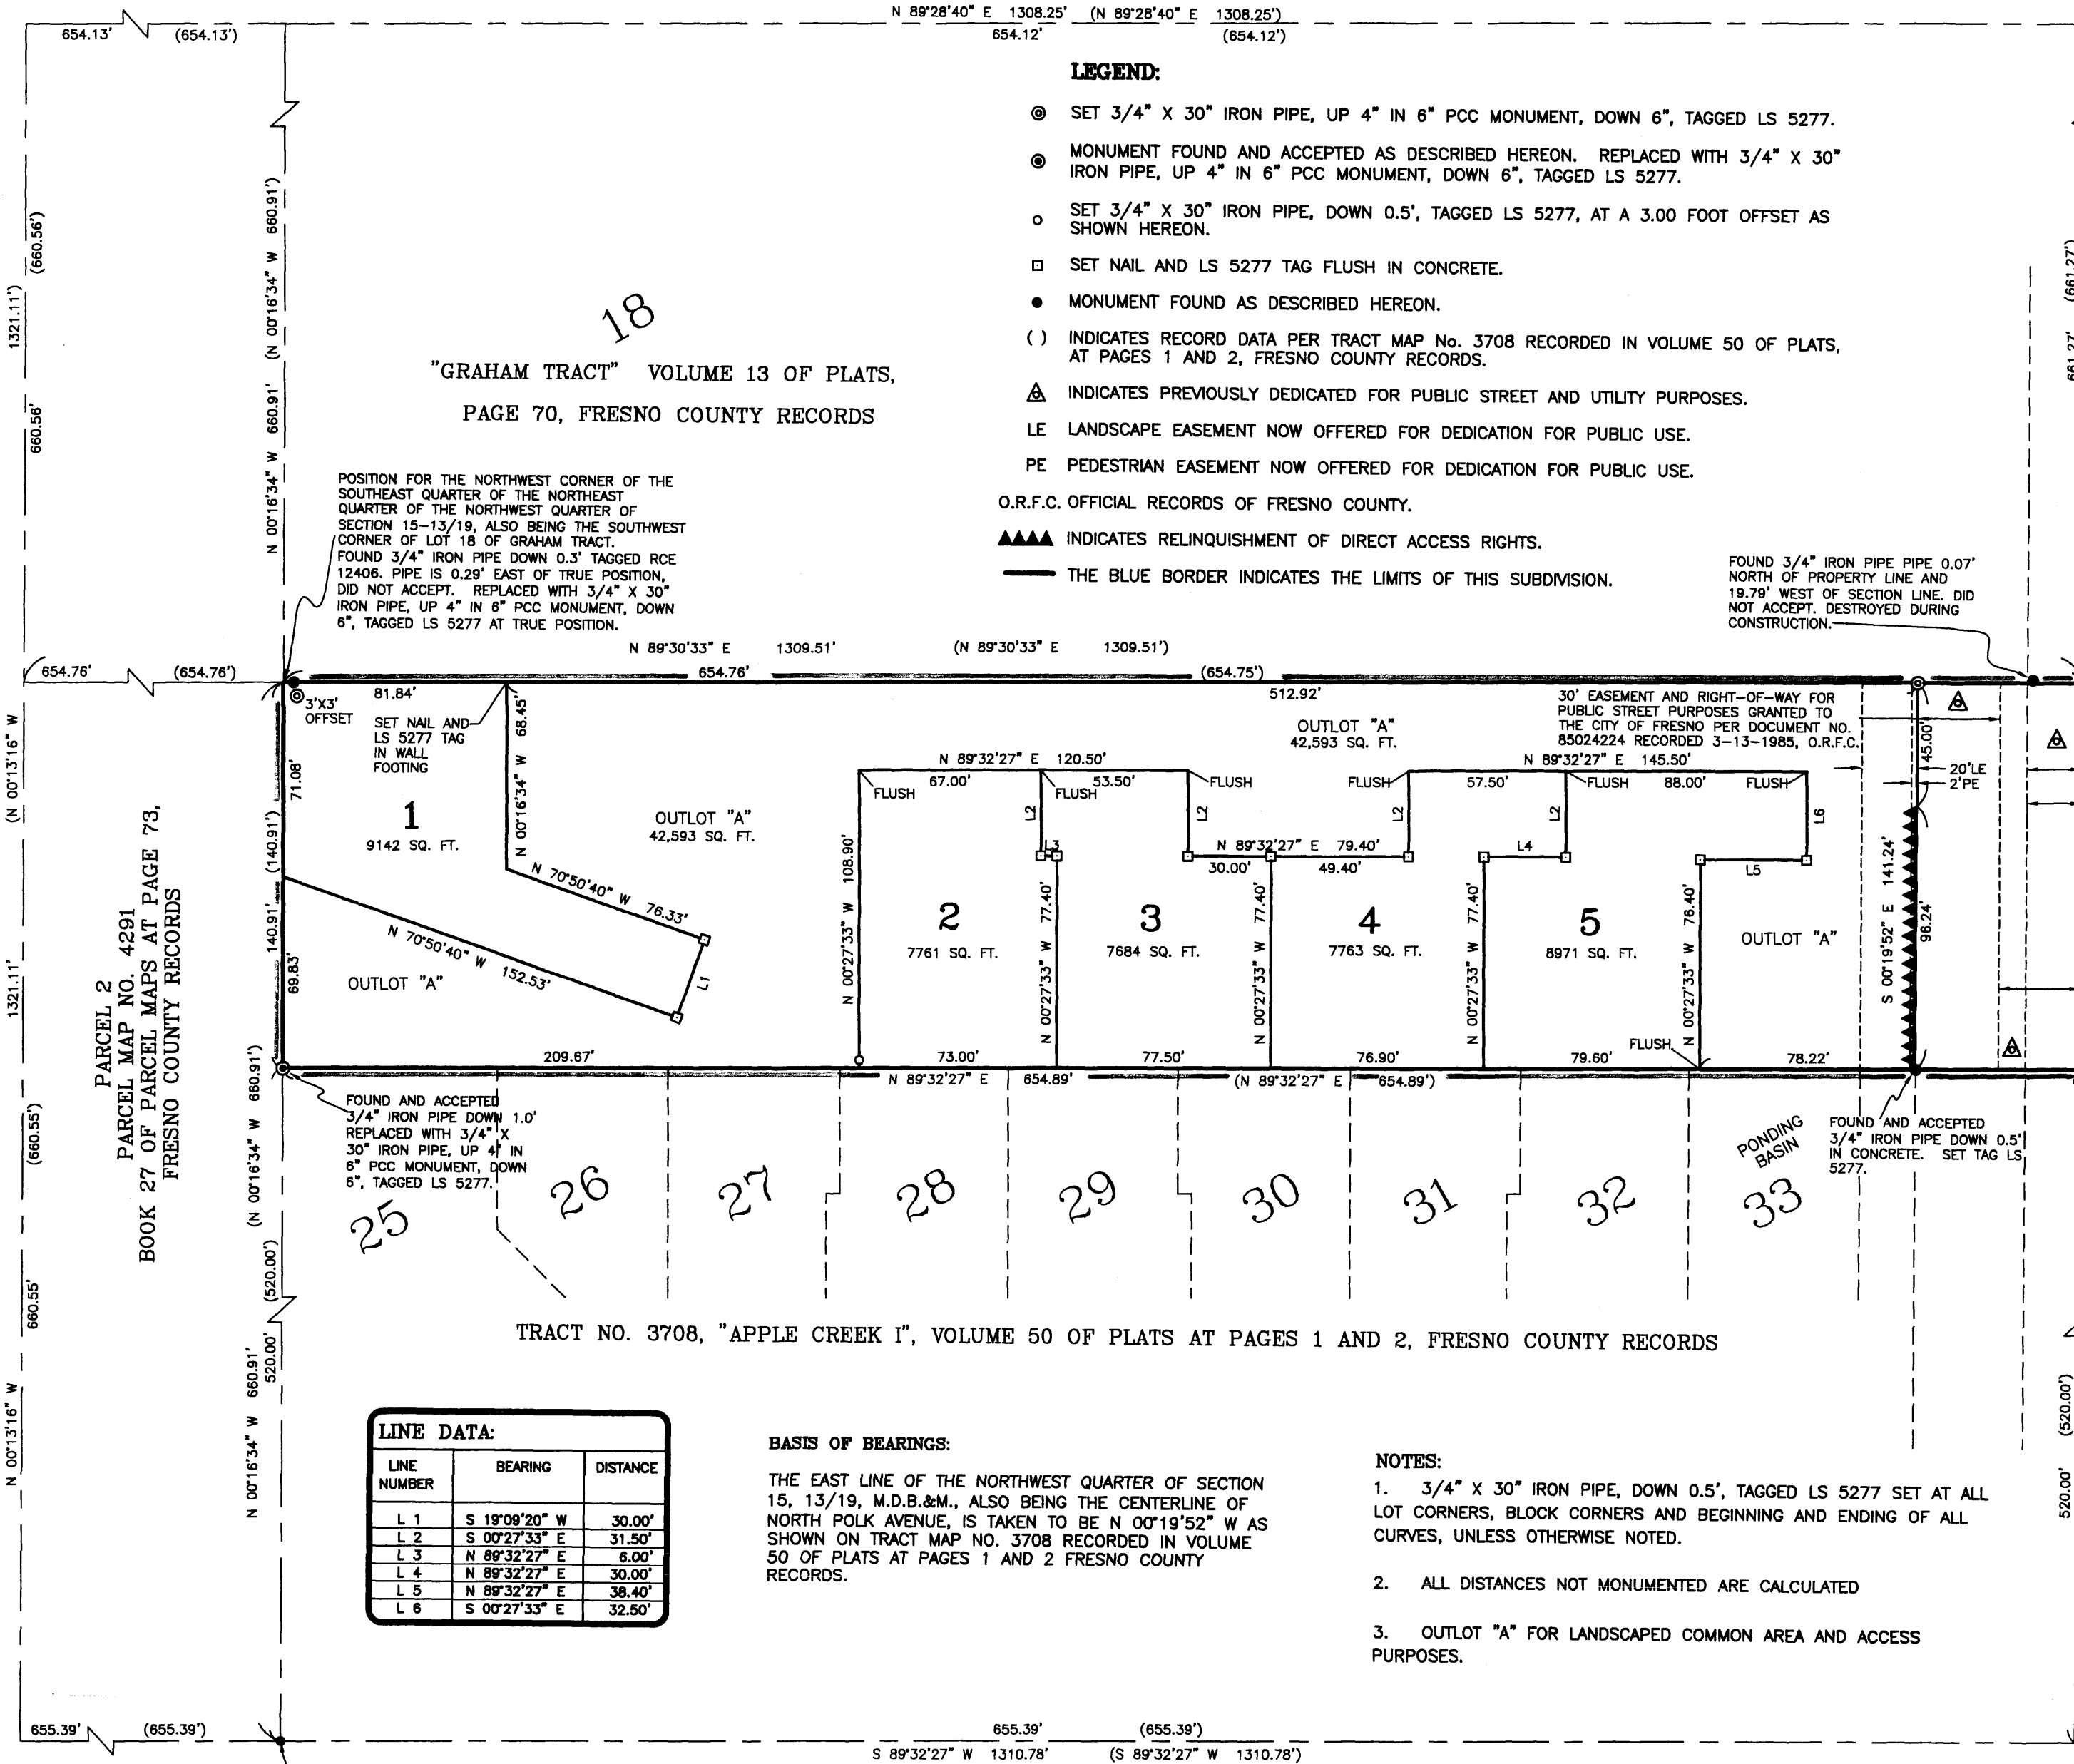 N 89°28'40" E 1308.25' (N 89°28'40" E 1308.25')
654.13' (654.13') 654.12' (654.12')
LEGEND:
SET 3/4" X 30" IRON PIPE, UP 4" IN 6" PCC MONUMENT, DOWN 6", TAGGED LS 5277.
MONUMENT FOUND AND ACCEPTED AS DESCRIBED HEREON. REPLACED WITH 3/4" X 30"
IRON PIPE, UP 4" IN 6" PCC MONUMENT, DOWN 6", TAGGED LS 5277.
SET 3/4" X 30" IRON PIPE, DOWN 0.5', TAGGED LS 5277, AT A 3.00 FOOT OFFSET AS
SHOWN HEREON.
SET NAIL AND LS 5277 TAG FLUSH IN CONCRETE.
MONUMENT FOUND AS DESCRIBED HEREON.
( ) INDICATES RECORD DATA PER TRACT MAP No. 3708 RECORDED IN VOLUME 50 OF PLATS,
AT PAGES 1 AND 2, FRESNO COUNTY RECORDS.
INDICATES PREVIOUSLY DEDICATED FOR PUBLIC STREET AND UTILITY PURPOSES.
LE LANDSCAPE EASEMENT NOW OFFERED FOR DEDICATION FOR PUBLIC USE.
PE PEDESTRIAN EASEMENT NOW OFFERED FOR DEDICATION FOR PUBLIC USE.
O.R.F.C. OFFICIAL RECORDS OF FRESNO COUNTY.
INDICATES RELINQUISHMENT OF DIRECT ACCESS RIGHTS.
THE BLUE BORDER INDICATES THE LIMITS OF THIS SUBDIVISION.
18
"GRAHAM TRACT" VOLUME 13 OF PLATS,
PAGE 70, FRESNO COUNTY RECORDS
N 00°16'34" W 660.91' (N 00°16'34" W 660.91')
1321.11'
660.56' (660.56')
661.27' (661.27')
POSITION FOR THE NORTHWEST CORNER OF THE
SOUTHEAST QUARTER OF THE NORTHEAST
QUARTER OF THE NORTHWEST QUARTER OF
SECTION 15-13/19, ALSO BEING THE SOUTHWEST
CORNER OF LOT 18 OF GRAHAM TRACT.
FOUND 3/4" IRON PIPE DOWN 0.3' TAGGED RCE
12406. PIPE IS 0.29' EAST OF TRUE POSITION,
DID NOT ACCEPT. REPLACED WITH 3/4" X 30"
IRON PIPE, UP 4" IN 6" PCC MONUMENT, DOWN
6", TAGGED LS 5277 AT TRUE POSITION.
FOUND 3/4" IRON PIPE PIPE 0.07'
NORTH OF PROPERTY LINE AND
19.79' WEST OF SECTION LINE. DID
NOT ACCEPT. DESTROYED DURING
CONSTRUCTION.
N 89°30'33" E 1309.51' (N 89°30'33" E 1309.51')
654.76' (654.76') 654.76' (654.75')
81.84' 512.92'
3'X3'
OFFSET
SET NAIL AND
LS 5277 TAG
IN WALL
FOOTING
N 00°16'34" W 68.45'
71.08'
1
9142 SQ. FT.
OUTLOT "A"
42,593 SQ. FT.
OUTLOT "A"
42,593 SQ. FT.
30' EASEMENT AND RIGHT-OF-WAY FOR
PUBLIC STREET PURPOSES GRANTED TO
THE CITY OF FRESNO PER DOCUMENT NO.
85024224 RECORDED 3-13-1985, O.R.F.C.
45.00'
20'LE
2'PE
N 89°32'27" E 120.50'
67.00' 53.50'
FLUSH FLUSH FLUSH
N 89°32'27" E 145.50'
57.50' 88.00'
FLUSH FLUSH FLUSH
L2 L2 L2 L2 L6
L3
N 89°32'27" E 79.40'
30.00' 49.40'
L4
L5
N 70°50'40" W 76.33'
N 70°50'40" W 152.53'
L1
OUTLOT "A"
140.91' (140.91')
69.83'
N 00°27'33" W 108.90'
2
7761 SQ. FT.
N 00°27'33" W 77.40'
3
7684 SQ. FT.
N 00°27'33" W 77.40'
4
7763 SQ. FT.
N 00°27'33" W 77.40'
5
8971 SQ. FT.
N 00°27'33" W 76.40'
FLUSH
OUTLOT "A"
S 00°19'52" E 141.24'
96.24'
209.67' 73.00' 77.50' 76.90' 79.60' 78.22'
N 89°32'27" E 654.89' (N 89°32'27" E 654.89')
PARCEL 2
PARCEL MAP NO. 4291
BOOK 27 OF PARCEL MAPS AT PAGE 73,
FRESNO COUNTY RECORDS
N 00°13'16" W 1321.11'
(N 00°13'16" W 1321.11')
660.55' (660.55')
FOUND AND ACCEPTED
3/4" IRON PIPE DOWN 1.0'
REPLACED WITH 3/4" X
30" IRON PIPE, UP 4" IN
6" PCC MONUMENT, DOWN
6", TAGGED LS 5277.
FOUND AND ACCEPTED
3/4" IRON PIPE DOWN 0.5'
IN CONCRETE. SET TAG LS
5277.
PONDING
BASIN
25 26 27 28 29 30 31 32 33
N 00°16'34" W 660.91' (N 00°16'34" W 660.91')
520.00' (520.00')
520.00' (520.00')
TRACT NO. 3708, "APPLE CREEK I", VOLUME 50 OF PLATS AT PAGES 1 AND 2, FRESNO COUNTY RECORDS
LINE DATA:
LINE NUMBER BEARING DISTANCE
L 1 S 19°09'20" W 30.00'
L 2 S 00°27'33" E 31.50'
L 3 N 89°32'27" E 6.00'
L 4 N 89°32'27" E 30.00'
L 5 N 89°32'27" E 38.40'
L 6 S 00°27'33" E 32.50'
BASIS OF BEARINGS:
THE EAST LINE OF THE NORTHWEST QUARTER OF SECTION
15, 13/19, M.D.B.&M., ALSO BEING THE CENTERLINE OF
NORTH POLK AVENUE, IS TAKEN TO BE N 00°19'52" W AS
SHOWN ON TRACT MAP NO. 3708 RECORDED IN VOLUME
50 OF PLATS AT PAGES 1 AND 2 FRESNO COUNTY
RECORDS.
NOTES:
1. 3/4" X 30" IRON PIPE, DOWN 0.5', TAGGED LS 5277 SET AT ALL
LOT CORNERS, BLOCK CORNERS AND BEGINNING AND ENDING OF ALL
CURVES, UNLESS OTHERWISE NOTED.
2. ALL DISTANCES NOT MONUMENTED ARE CALCULATED
3. OUTLOT "A" FOR LANDSCAPED COMMON AREA AND ACCESS
PURPOSES.
655.39' (655.39') 655.39' (655.39')
S 89°32'27" W 1310.78' (S 89°32'27" W 1310.78')